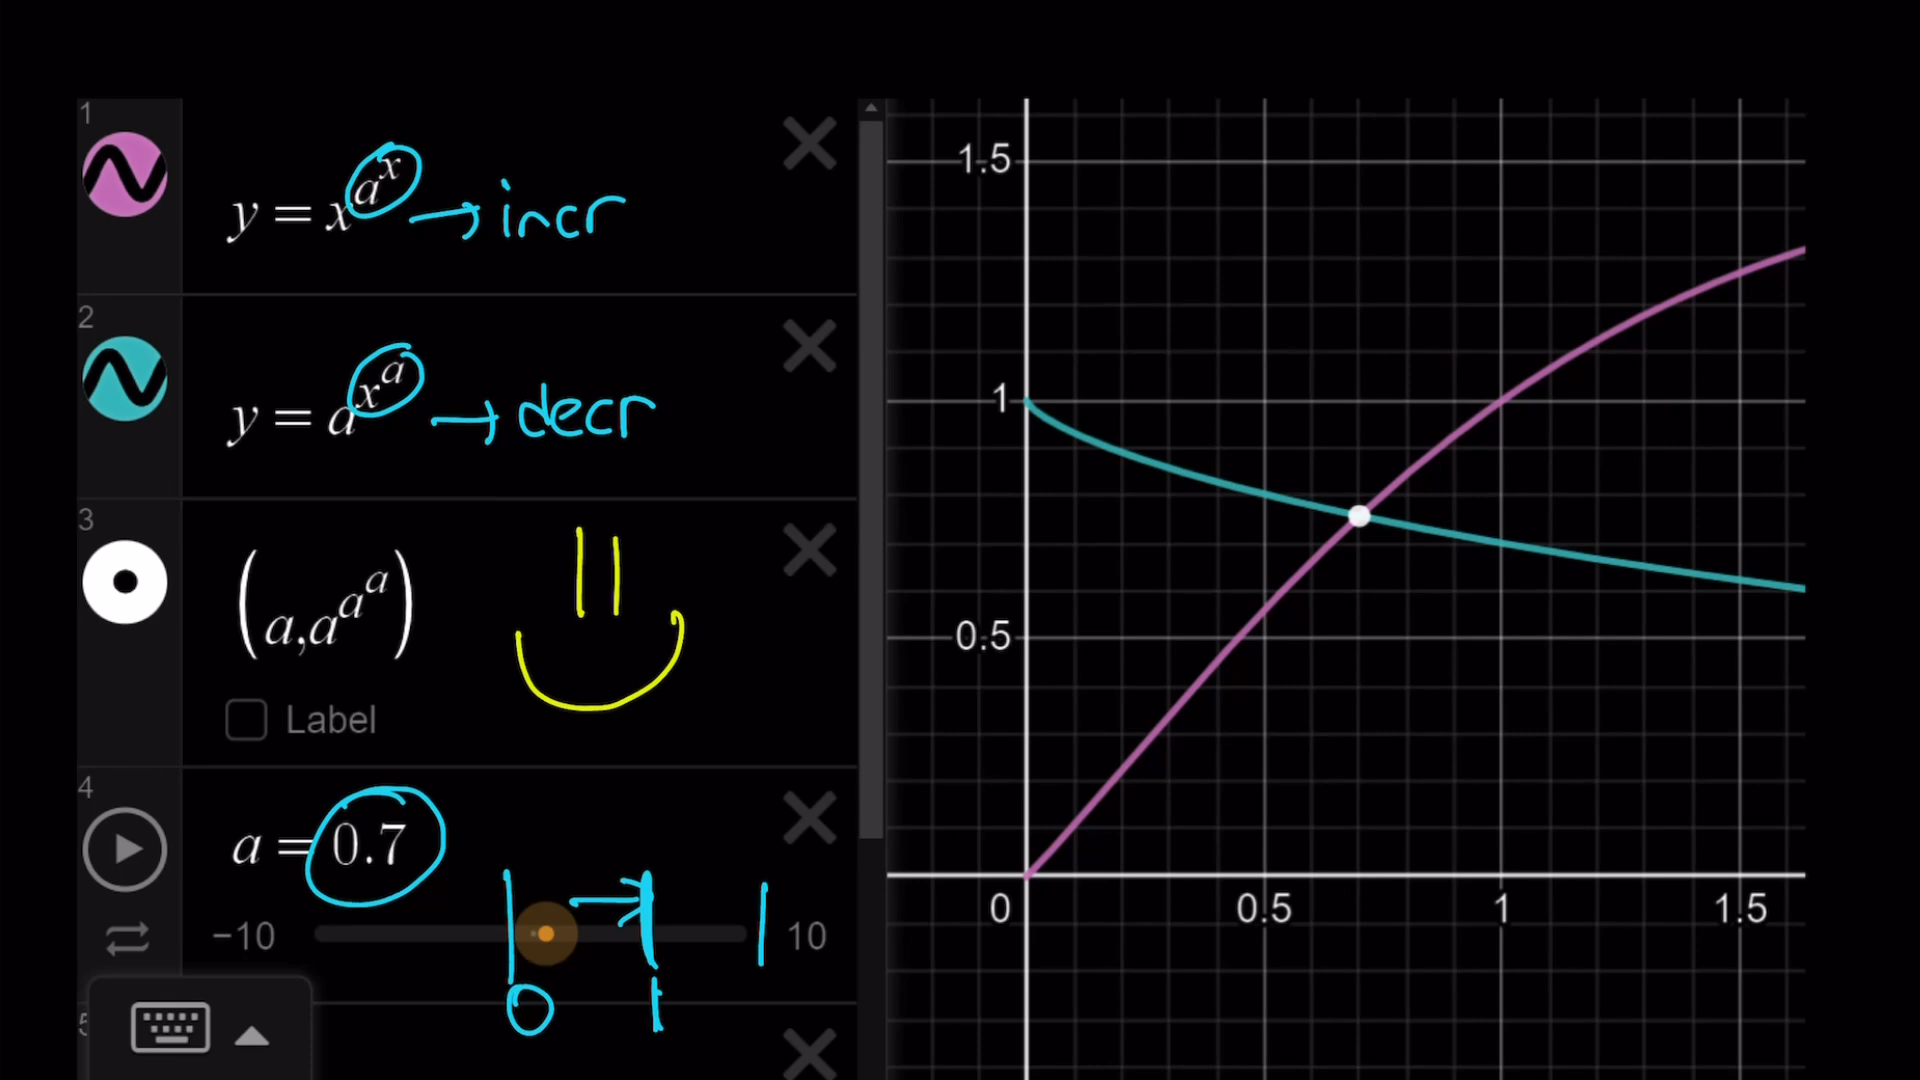 1
y = x^{a^x} → incr
2
y = a^{x^a} → decr
3
(a, a^{a^a})
Label
4
a = 0.7
-10 10
0 1
5
1.5
1
0.5
0 0.5 1 1.5